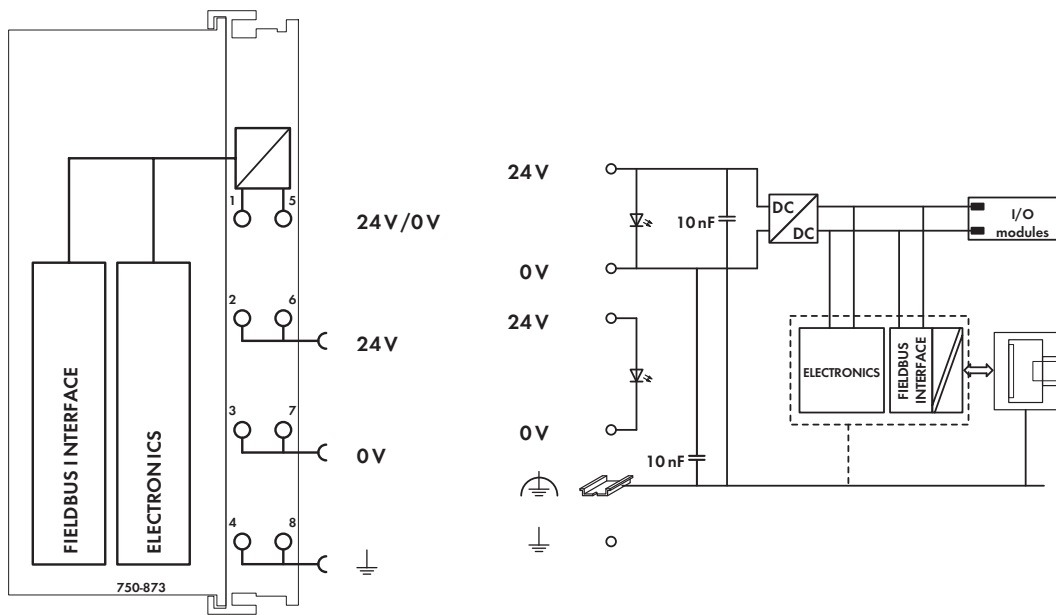 FIELDBUS INTERFACE
ELECTRONICS
750-873
1
5
24V/0V
2
6
24V
3
7
0V
4
8
24V
0V
24V
0V
10nF
10nF
DC
DC
I/O
modules
ELECTRONICS
FIELDBUS
INTERFACE